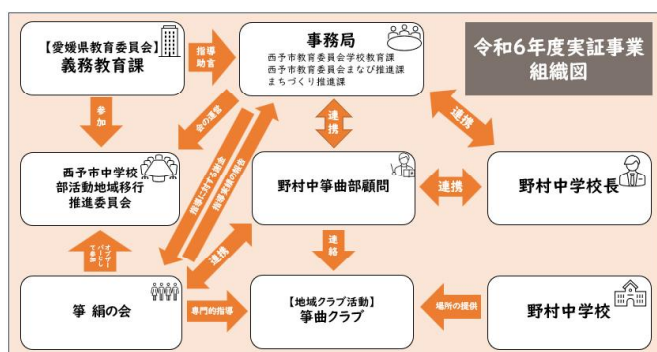 【愛媛県教育委員会】
義務教育課
指導
助言
事務局
西予市教育委員会学校教育課
西予市教育委員会まなび推進課
まちづくり推進課
令和6年度実証事業
組織図
参加
会の運営
連携
連携
西予市中学校
部活動地域移行
推進委員会
指導に対する謝金
指導実績の報告
野村中箏曲部顧問
連携
野村中学校長
オブザー
バーとし
て参加
連携
連絡
箏 絹の会
専門的指導
【地域クラブ活動】
箏曲クラブ
場所の提供
野村中学校